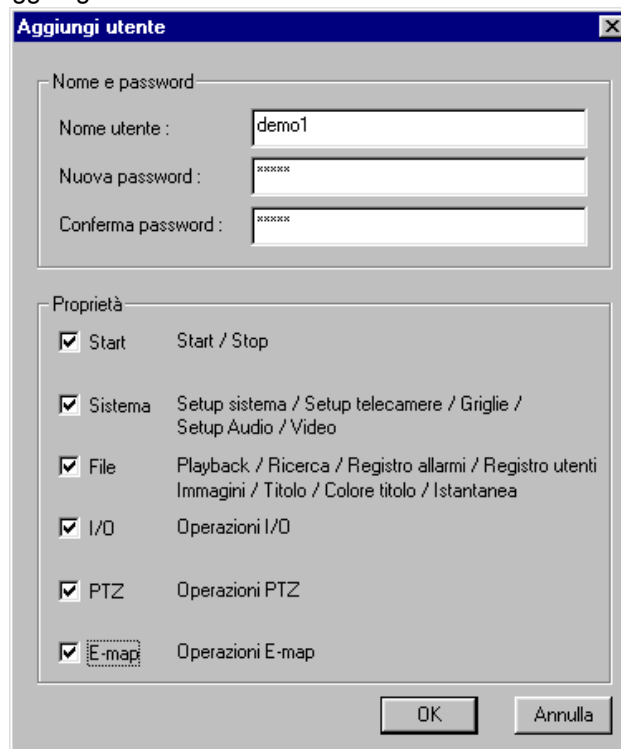 Aggiungi utente
Nome e password
Nome utente : demo1
Nuova password : *****
Conferma password : *****
Proprietà
Start Start / Stop
Sistema Setup sistema / Setup telecamere / Griglie /
Setup Audio / Video
File Playback / Ricerca / Registro allarmi / Registro utenti
Immagini / Titolo / Colore titolo / Istantanea
I/O Operazioni I/O
PTZ Operazioni PTZ
E-map Operazioni E-map
OK Annulla